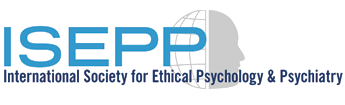 ISEPP
International Society for Ethical Psychology & Psychiatry